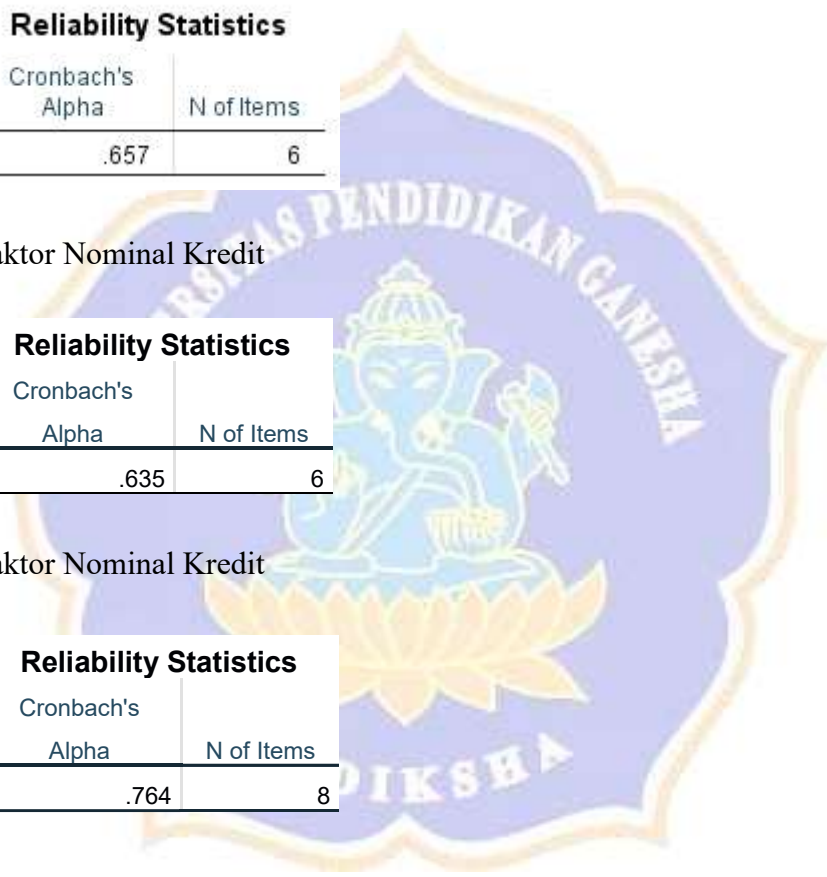 Reliability Statistics
Cronbach's
Alpha N of Items
.657 6
aktor Nominal Kredit
Reliability Statistics
Cronbach's
Alpha N of Items
.635 6
aktor Nominal Kredit
Reliability Statistics
Cronbach's
Alpha N of Items
.764 8
PENDIDIKAN GANESHA
DIKSHA